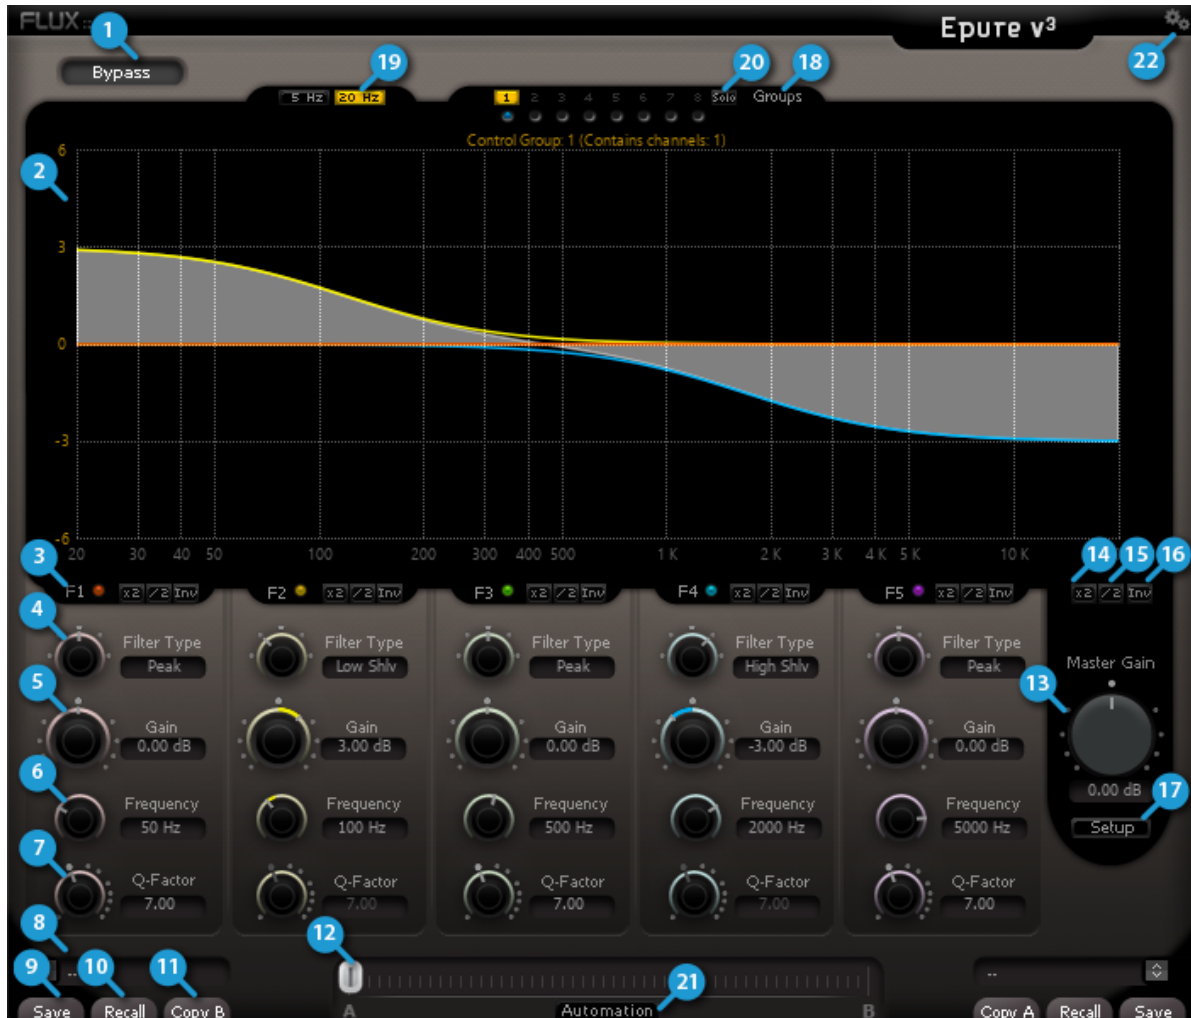 FLUX::
Epure v3
1
22
Bypass
19
20
18
5 Hz 20 Hz
1 2 3 4 5 6 7 8 Solo Groups
Control Group: 1 (Contains channels: 1)
6
2
3
0
-3
-6
20 30 40 50 100 200 300 400 500 1 K 2 K 3 K 4 K 5 K 10 K
3
14 15 16
F1 x2 /2 Inv
F2 x2 /2 Inv
F3 x2 /2 Inv
F4 x2 /2 Inv
F5 x2 /2 Inv
x2 /2 Inv
4
Filter Type Filter Type Filter Type Filter Type Filter Type
Peak Low Shlv Peak High Shlv Peak
Master Gain
5
13
Gain Gain Gain Gain Gain
0.00 dB 3.00 dB 0.00 dB -3.00 dB 0.00 dB
6
0.00 dB
17
Frequency Frequency Frequency Frequency Frequency
50 Hz 100 Hz 500 Hz 2000 Hz 5000 Hz
Setup
7
Q-Factor Q-Factor Q-Factor Q-Factor Q-Factor
7.00 7.00 7.00 7.00 7.00
8
12
9 10 11
--
21
--
Save Recall Copy B
A Automation B
Copy A Recall Save